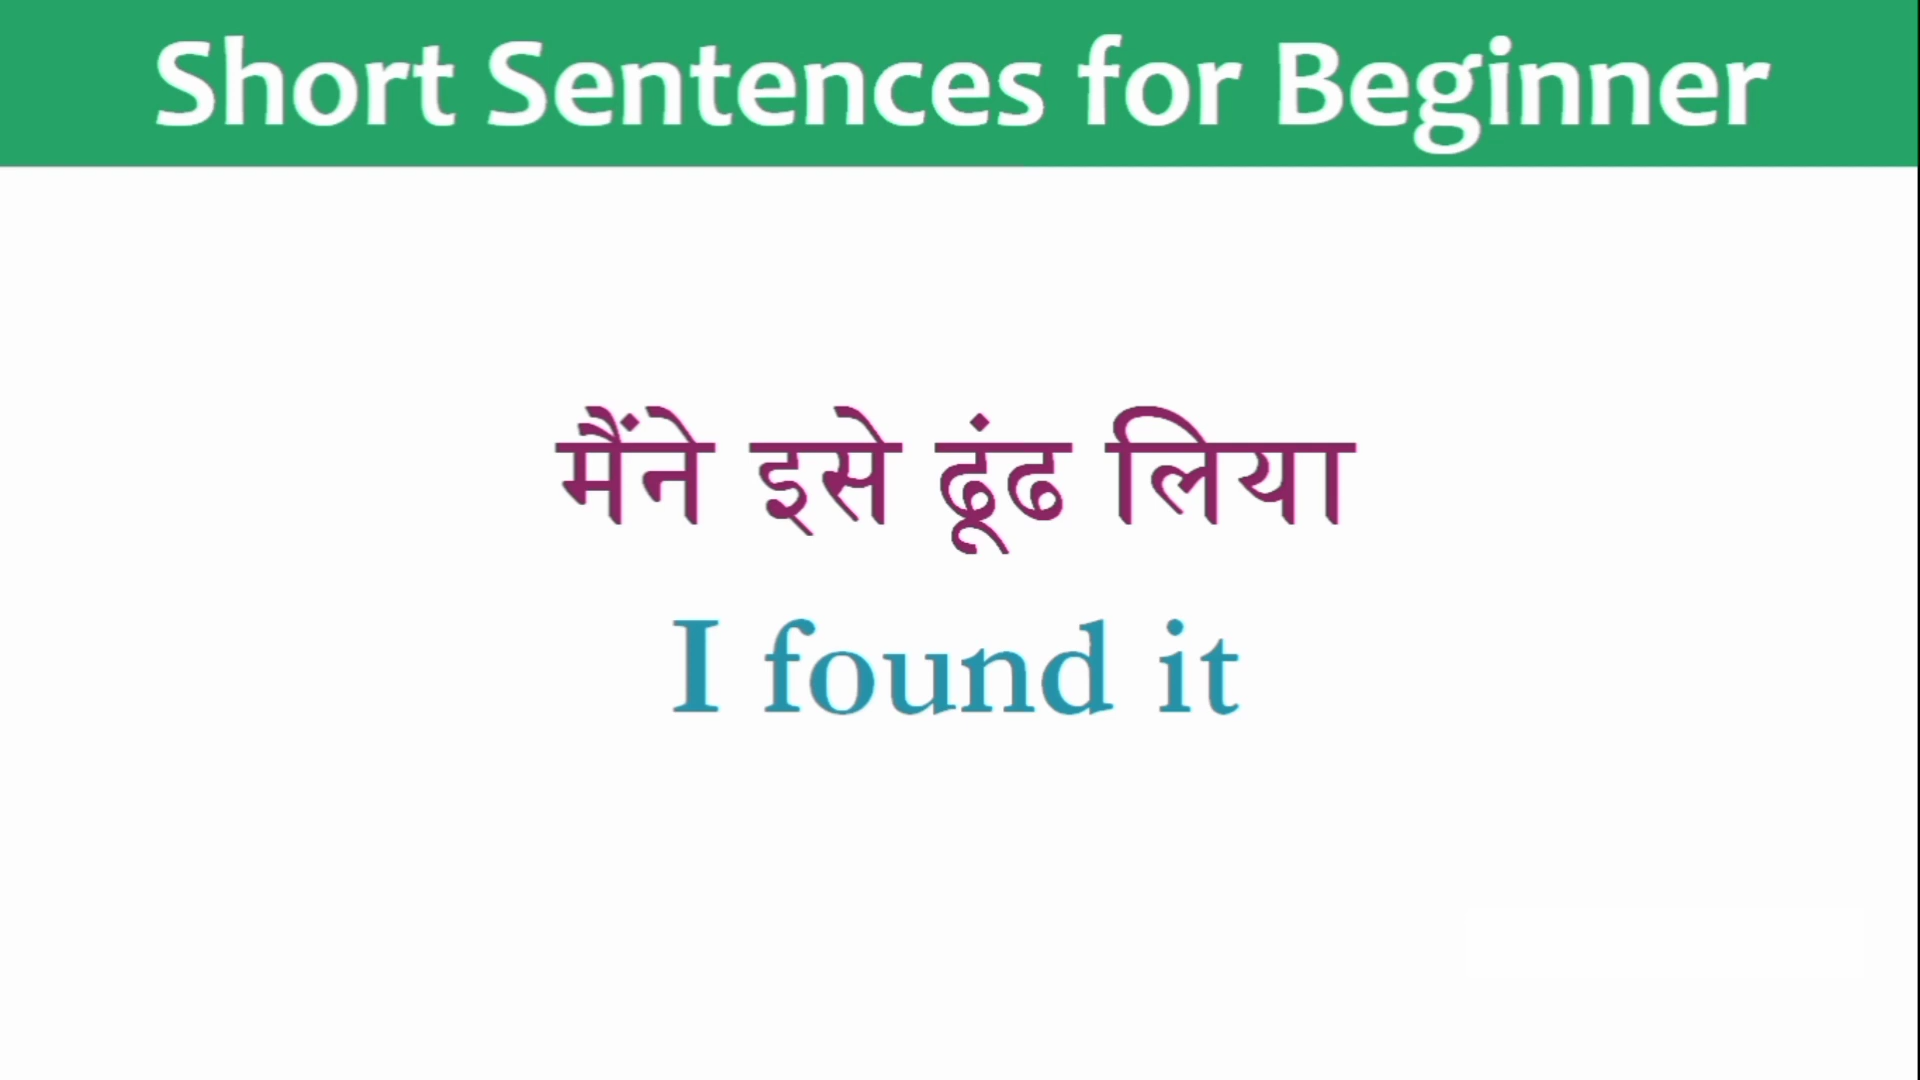 Short Sentences for Beginner
मैंने इसे ढूंढ लिया
I found it